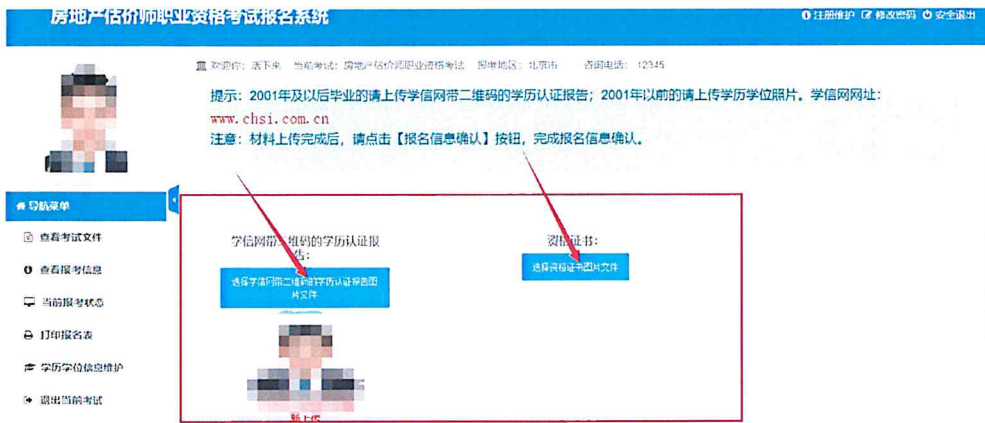 房地产估价师职业资格考试报名系统
注册维护 修改密码 安全退出
欢迎你：活下来 当前考试：房地产估价师职业资格考试 报考地区：北京市 咨询电话：12345
提示：2001年及以后毕业的请上传学信网带二维码的学历认证报告；2001年以前的请上传学历学位照片。学信网网址：
www.chsi.com.cn
注意：材料上传完成后，请点击【报名信息确认】按钮，完成报名信息确认。
导航菜单
查看考试文件
查看报考信息
当前报考状态
打印报名表
学历学位信息维护
退出当前考试
学信网带二维码的学历认证报
告：
选择学信网带二维码的学历认证报告图
片文件
新上传
资格证书：
选择资格证书图片文件